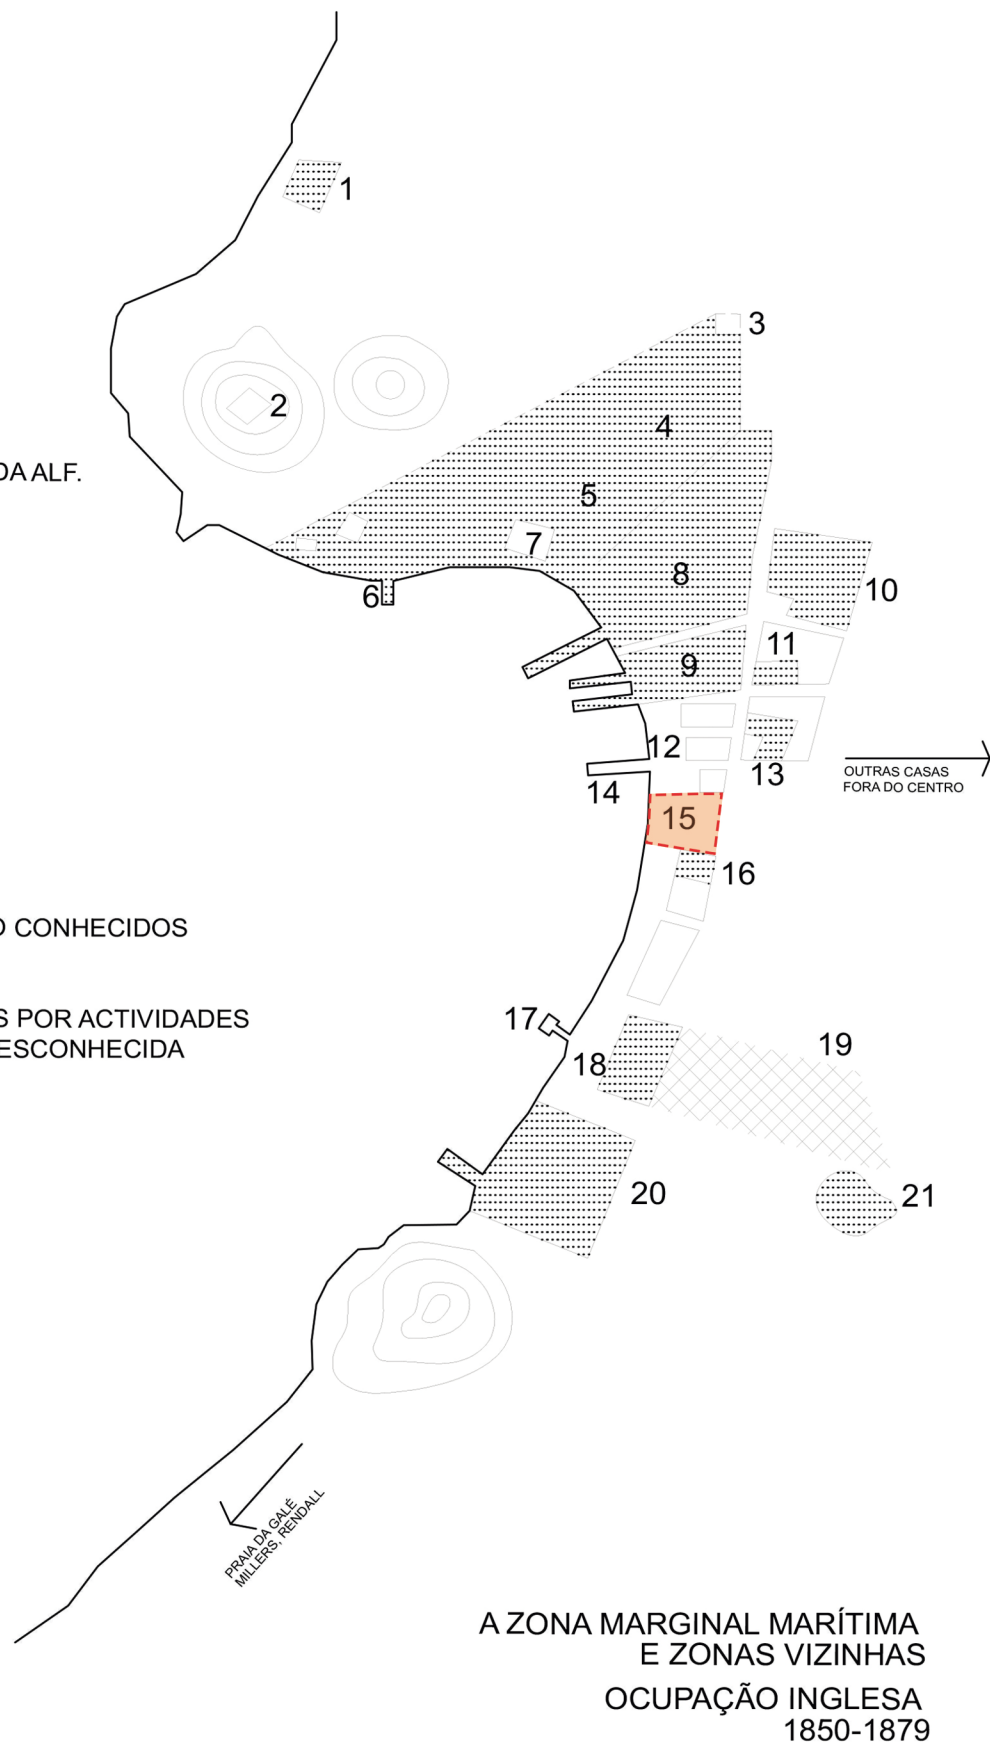 1
3
2
4
DA ALF.
5
7
8
6
10
11
9
12
13
OUTRAS CASAS
FORA DO CENTRO
14
15
16
O CONHECIDOS
S POR ACTIVIDADES
ESCONHECIDA
17
19
18
20
21
PRAIA DA GALÉ
MILLERS, RENDALL
A ZONA MARGINAL MARÍTIMA
E ZONAS VIZINHAS
OCUPAÇÃO INGLESA
1850-1879